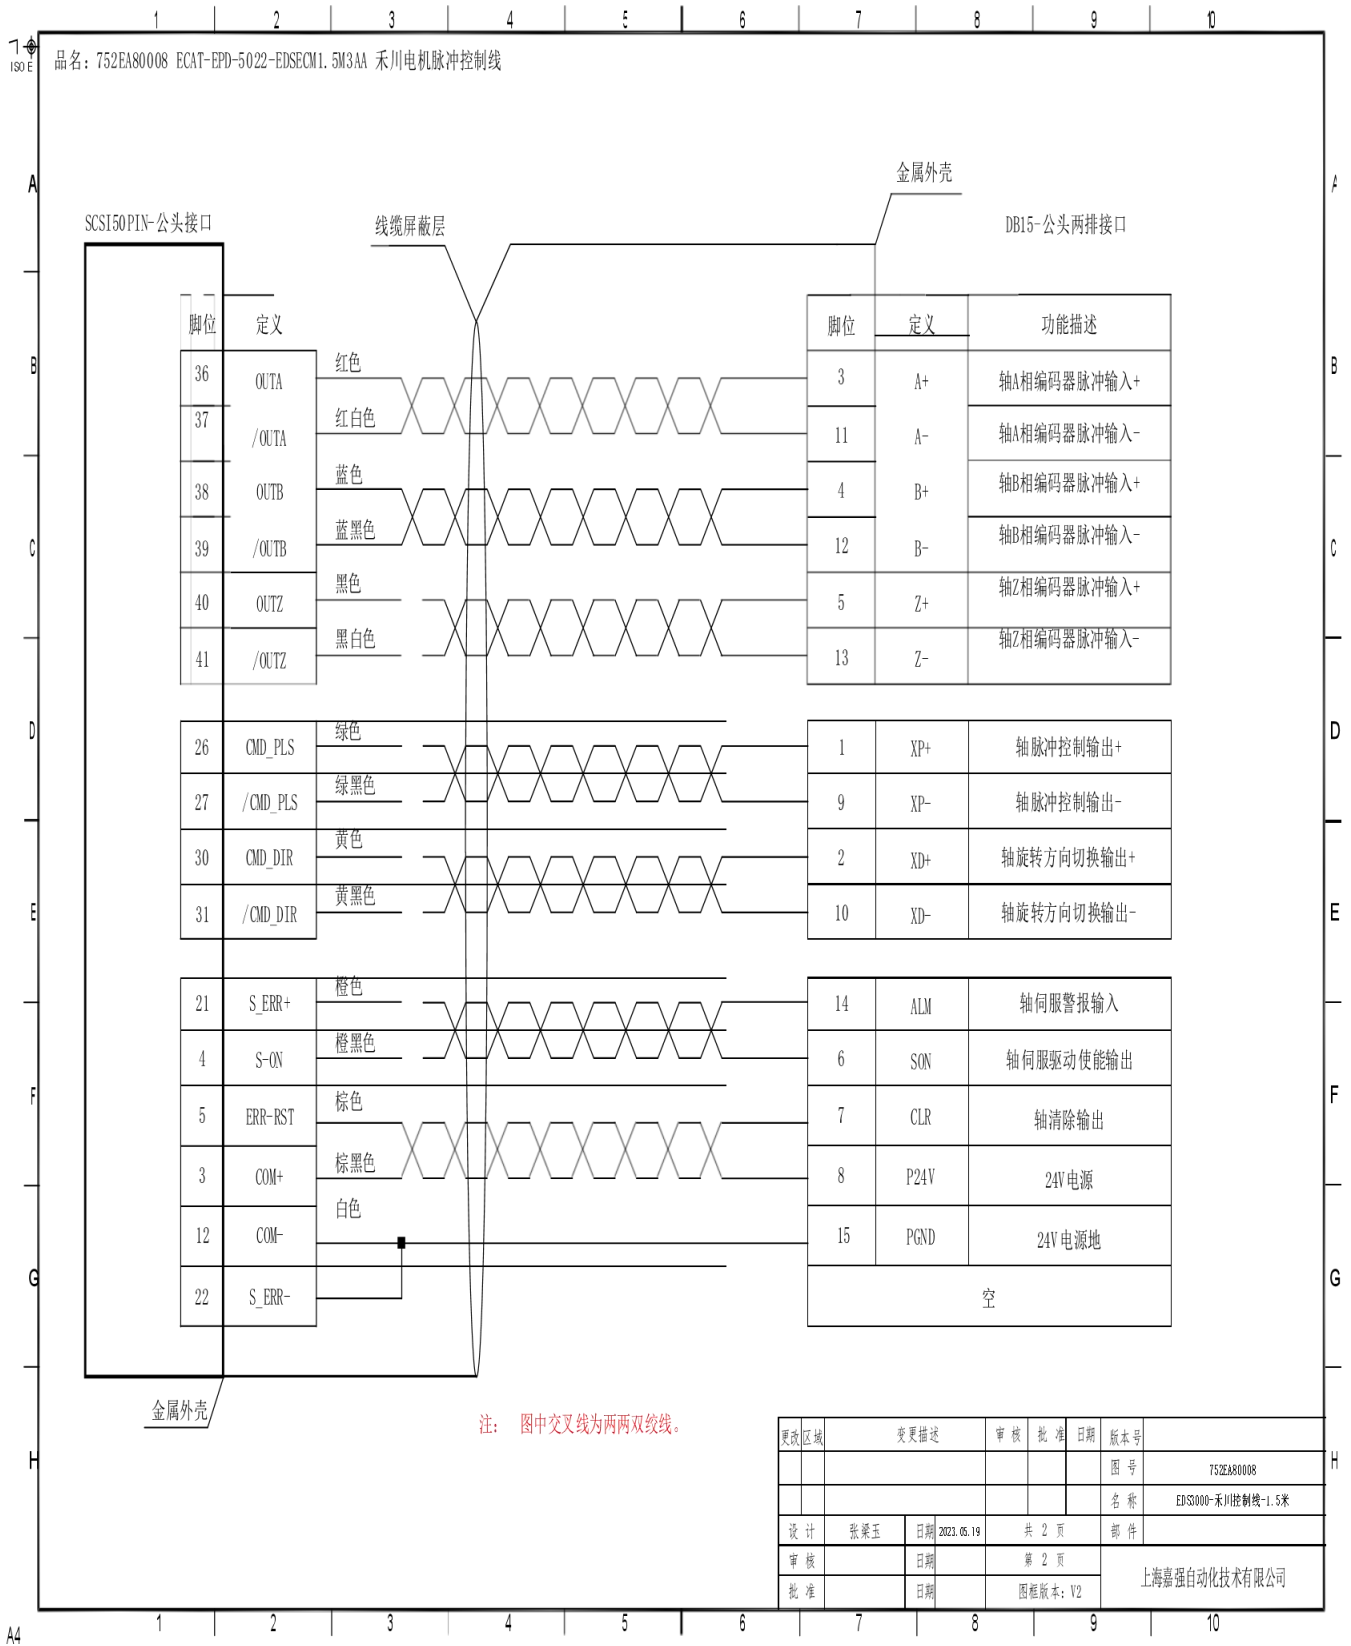 1 2 3 4 5 6 7 8 9 10
ISO E
品名: 752EA80008 ECAT-EPD-5022-EDSECM1.5M3AA 禾川电机脉冲控制线
A
A
金属外壳
SCSI50PIN-公头接口
线缆屏蔽层
DB15-公头两排接口
脚位 定义
脚位 定义 功能描述
B
B
36 OUTA 红色 3 A+ 轴A相编码器脉冲输入+
37 /OUTA 红白色 11 A- 轴A相编码器脉冲输入-
38 OUTB 蓝色 4 B+ 轴B相编码器脉冲输入+
C
C
39 /OUTB 蓝黑色 12 B- 轴B相编码器脉冲输入-
40 OUTZ 黑色 5 Z+ 轴Z相编码器脉冲输入+
41 /OUTZ 黑白色 13 Z- 轴Z相编码器脉冲输入-
D
D
26 CMD_PLS 绿色 1 XP+ 轴脉冲控制输出+
27 /CMD_PLS 绿黑色 9 XP- 轴脉冲控制输出-
30 CMD_DIR 黄色 2 XD+ 轴旋转方向切换输出+
E
E
31 /CMD_DIR 黄黑色 10 XD- 轴旋转方向切换输出-
21 S_ERR+ 橙色 14 ALM 轴伺服警报输入
4 S-ON 橙黑色 6 SON 轴伺服驱动使能输出
F
F
5 ERR-RST 棕色 7 CLR 轴清除输出
3 COM+ 棕黑色 8 P24V 24V电源
12 COM- 白色 15 PGND 24V电源地
G
G
22 S_ERR- 空
金属外壳
注: 图中交叉线为两两双绞线。
H
H
更改 区域 变更描述 审 核 批 准 日期 版本号
图 号 752EA80008
名 称 EDS3000-禾川控制线-1.5米
设 计 张梁玉 日期 2023.05.19 共 2 页 部 件
审 核 日期 第 2 页
上海嘉强自动化技术有限公司
批 准 日期 图框版本: V2
A4
1 2 3 4 5 6 7 8 9 10